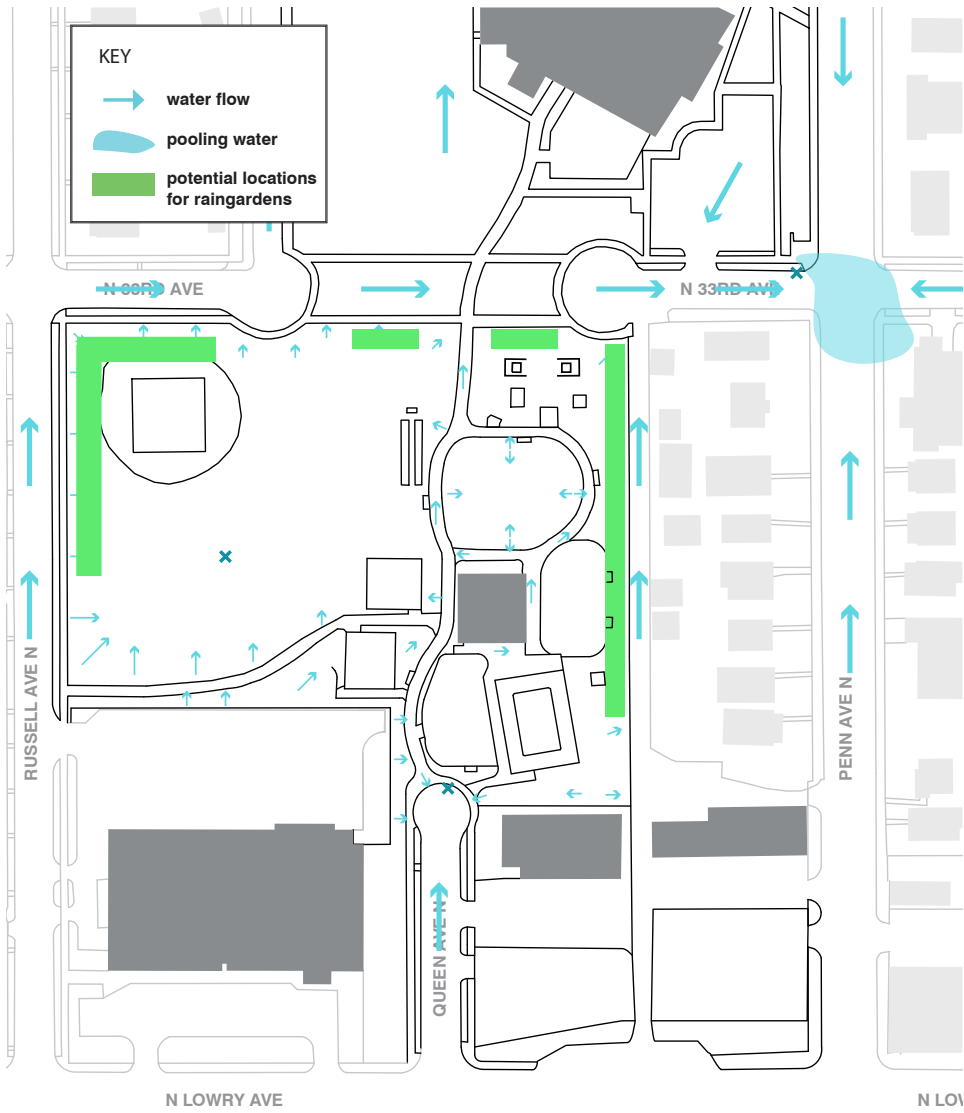 KEY
water flow
pooling water
potential locations
for raingardens
N 33RD AVE
N 33RD AVE
RUSSELL AVE N
PENN AVE N
QUEEN AVE N
N LOWRY AVE
N LOW